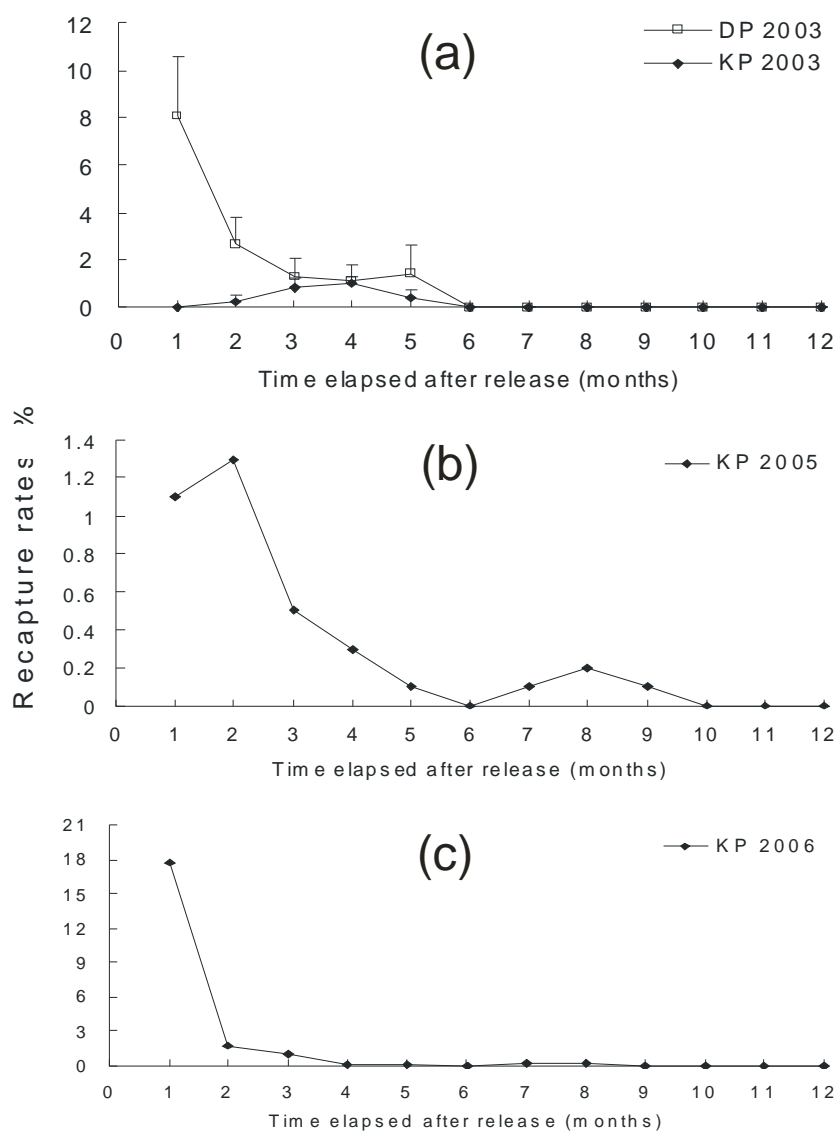 (a)
DP 2003
KP 2003
12
10
8
6
4
2
0
0 1 2 3 4 5 6 7 8 9 10 11 12
Time elapsed after release (months)
Recapture rates %
(b)
KP 2005
1.4
1.2
1
0.8
0.6
0.4
0.2
0
0 1 2 3 4 5 6 7 8 9 10 11 12
Time elapsed after release (months)
(c)
KP 2006
21
18
15
12
9
6
3
0
0 1 2 3 4 5 6 7 8 9 10 11 12
Time elapsed after release (months)